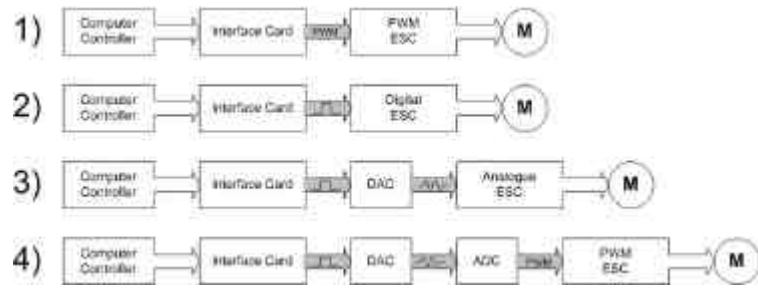 1) Computer Controller Interface Card PWM PWM ESC M
2) Computer Controller Interface Card Digital ESC M
3) Computer Controller Interface Card DAC Analogue ESC M
4) Computer Controller Interface Card DAC ADC PWM PWM ESC M